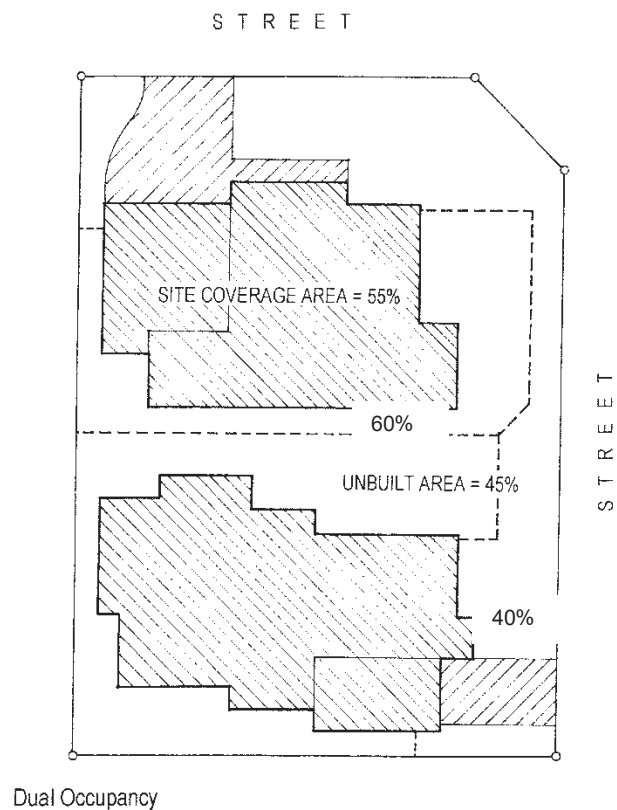 STREET
SITE COVERAGE AREA = 55%
60%
STREET
UNBUILT AREA = 45%
40%
Dual Occupancy